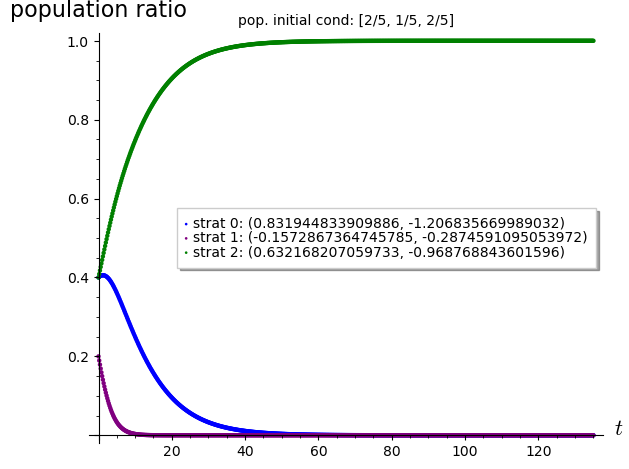 population ratio
pop. initial cond: [2/5, 1/5, 2/5]
1.0
0.8
0.6
0.4
0.2
strat 0: (0.831944833909886, -1.206835669989032)
strat 1: (-0.1572867364745785, -0.2874591095053972)
strat 2: (0.632168207059733, -0.968768843601596)
20 40 60 80 100 120
t